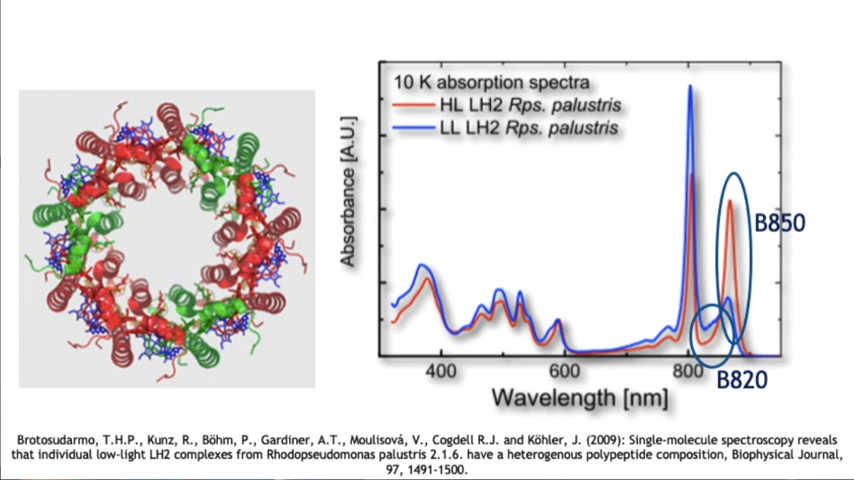 10 K absorption spectra
HL LH2 Rps. palustris
LL LH2 Rps. palustris
Absorbance [A.U.]
B850
B820
400
600
800
Wavelength [nm]
Brotosudarmo, T.H.P., Kunz, R., Böhm, P., Gardiner, A.T., Moulisová, V., Cogdell R.J. and Köhler, J. (2009): Single-molecule spectroscopy reveals
that individual low-light LH2 complexes from Rhodopseudomonas palustris 2.1.6. have a heterogenous polypeptide composition, Biophysical Journal,
97, 1491-1500.